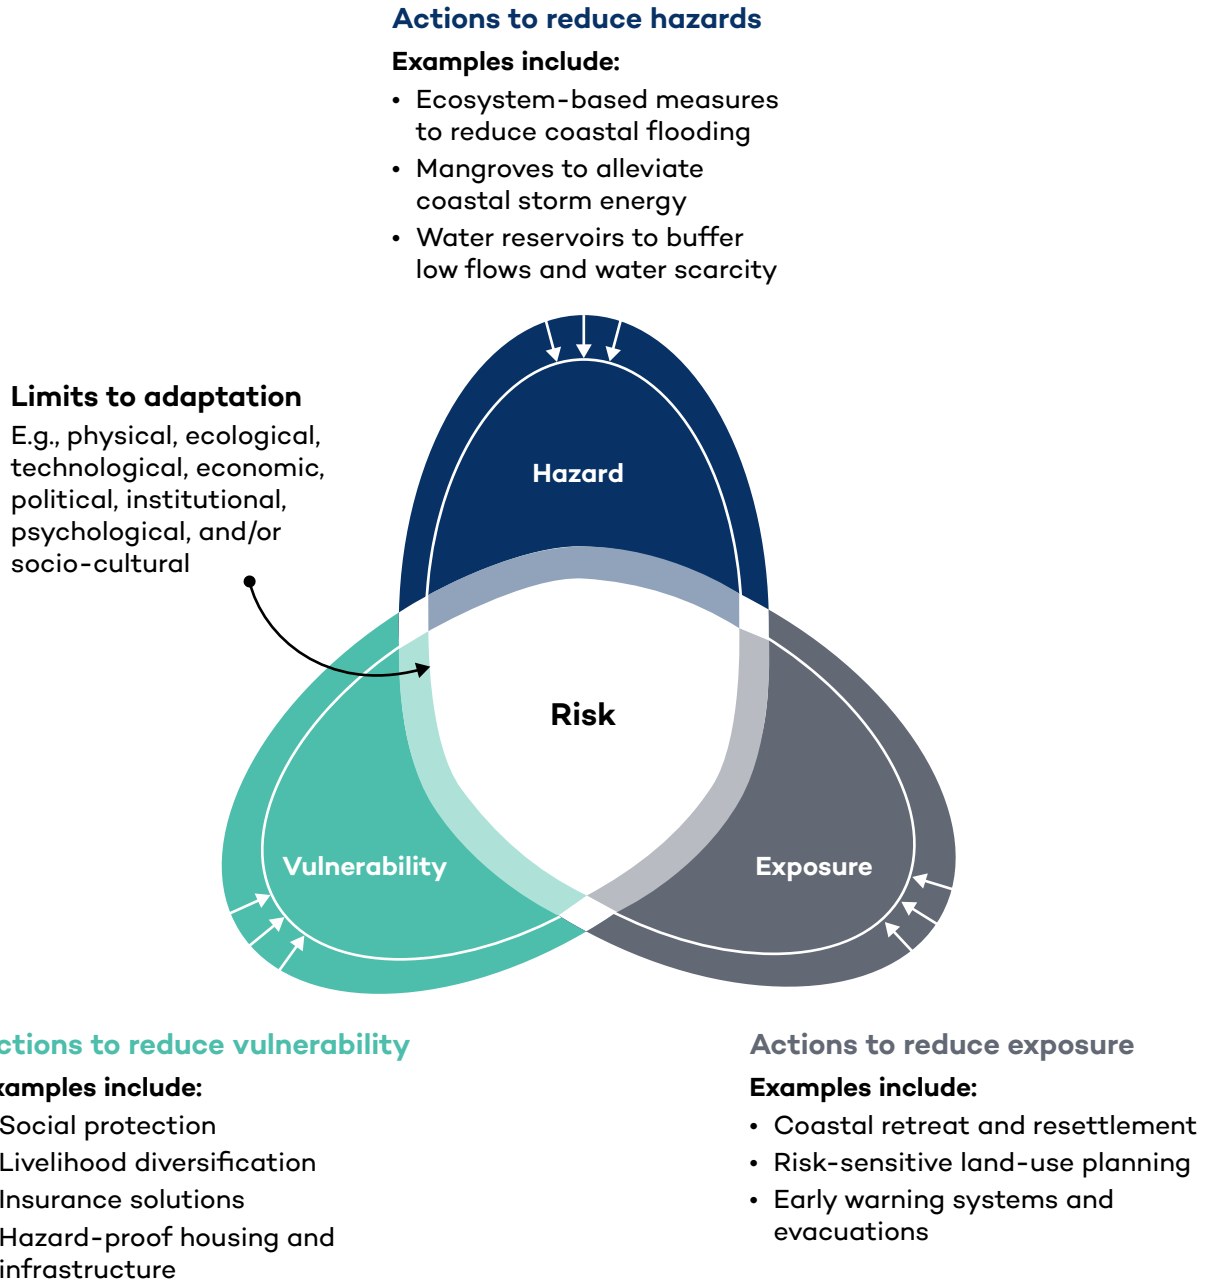 Actions to reduce hazards
Examples include:
• Ecosystem-based measures
to reduce coastal flooding
• Mangroves to alleviate
coastal storm energy
• Water reservoirs to buffer
low flows and water scarcity
Limits to adaptation
E.g., physical, ecological,
technological, economic,
political, institutional,
psychological, and/or
socio-cultural
Hazard
Risk
Vulnerability
Exposure
ctions to reduce vulnerability
xamples include:
Social protection
Livelihood diversification
Insurance solutions
Hazard-proof housing and
infrastructure
Actions to reduce exposure
Examples include:
• Coastal retreat and resettlement
• Risk-sensitive land-use planning
• Early warning systems and
evacuations